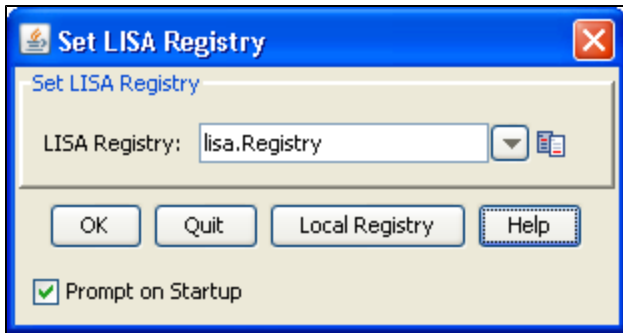 Set LISA Registry
Set LISA Registry
LISA Registry: lisa.Registry
OK Quit Local Registry Help
Prompt on Startup